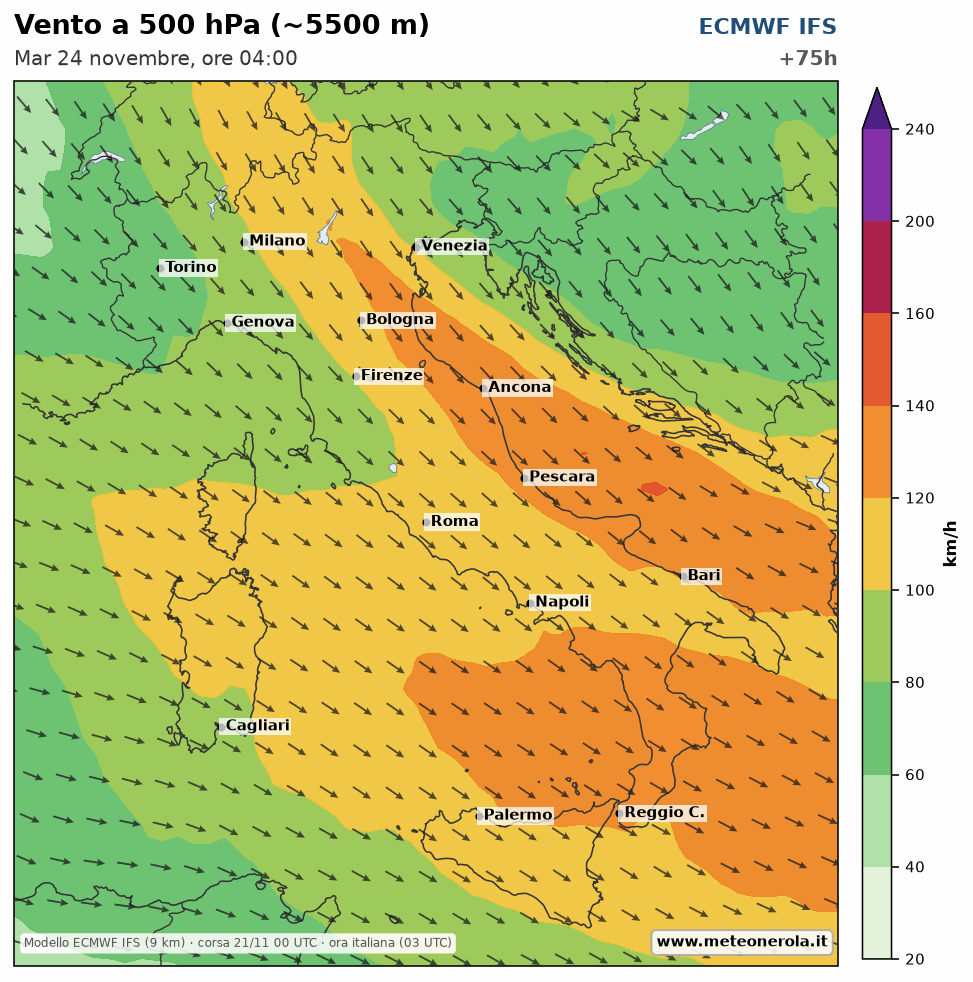 Vento a 500 hPa (~5500 m)
ECMWF IFS
Mar 24 novembre, ore 04:00
+75h
Milano
Venezia
Torino
Genova
Bologna
Firenze
Ancona
Pescara
Roma
Bari
Napoli
Cagliari
Palermo
Reggio C.
240
200
160
140
120
100
80
60
40
20
km/h
Modello ECMWF IFS (9 km) · corsa 21/11 00 UTC · ora italiana (03 UTC)
www.meteonerola.it